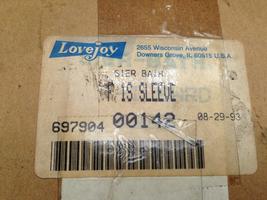 Lovejoy
2655 Wisconsin Avenue
Downers Grove, IL 60515 U.S.A.
SIER BATH
IS SLEEVE
697904 00142 08-29-93